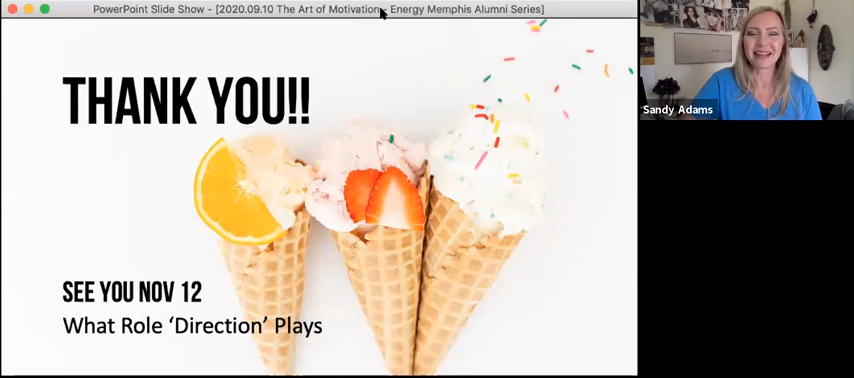 PowerPoint Slide Show - [2020.09.10 The Art of Motivation - Energy Memphis Alumni Series]
THANK YOU!!
SEE YOU NOV 12
What Role ‘Direction’ Plays
Sandy Adams